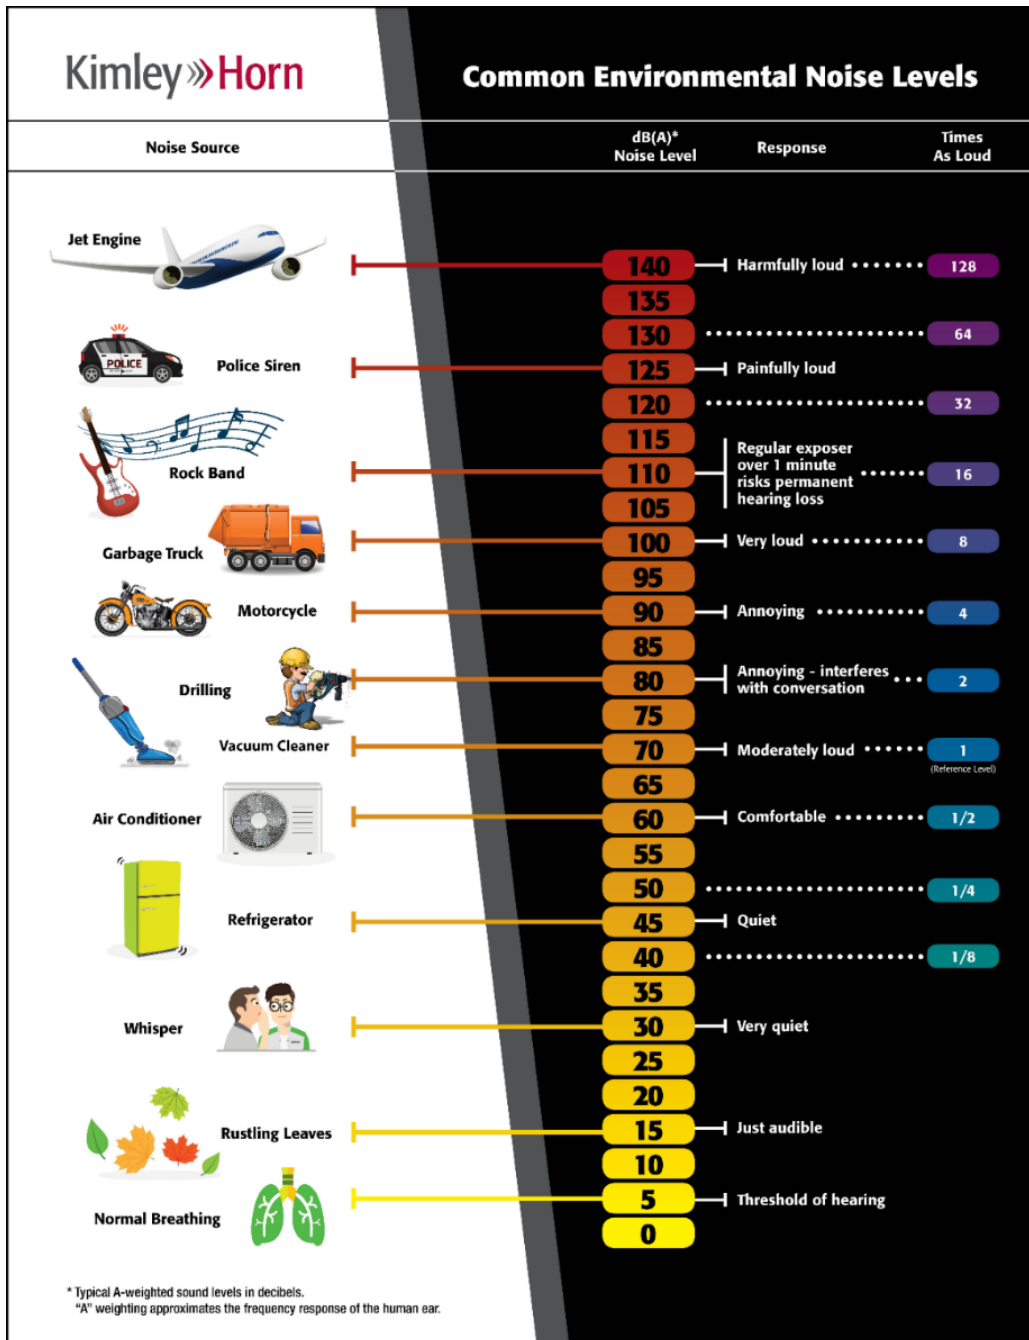 Kimley»Horn
Common Environmental Noise Levels
Noise Source
dB(A)*
Noise Level
Response
Times
As Loud
Jet Engine
140
Harmfully loud
128
135
130
64
POLICE
Police Siren
125
Painfully loud
120
32
115
Rock Band
110
Regular exposer
over 1 minute
risks permanent
hearing loss
16
105
Garbage Truck
100
Very loud
8
95
Motorcycle
90
Annoying
4
85
Drilling
80
Annoying - interferes
with conversation
2
75
Vacuum Cleaner
70
Moderately loud
1
(Reference Level)
65
Air Conditioner
60
Comfortable
1/2
55
50
1/4
Refrigerator
45
Quiet
40
1/8
35
Whisper
30
Very quiet
25
20
Rustling Leaves
15
Just audible
10
Normal Breathing
5
Threshold of hearing
0
* Typical A-weighted sound levels in decibels.
"A" weighting approximates the frequency response of the human ear.